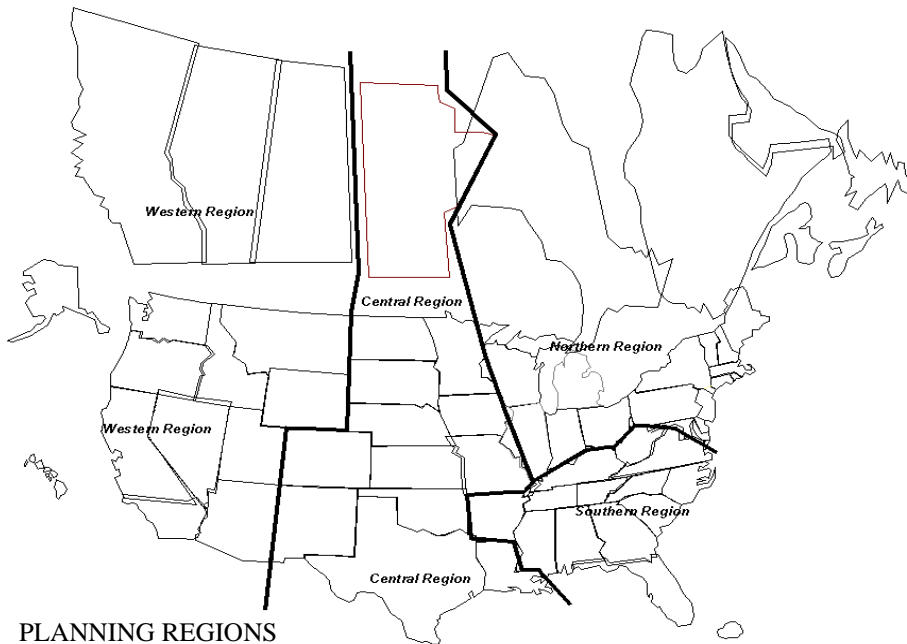 Western Region
Central Region
Northern Region
Western Region
Southern Region
Central Region
PLANNING REGIONS